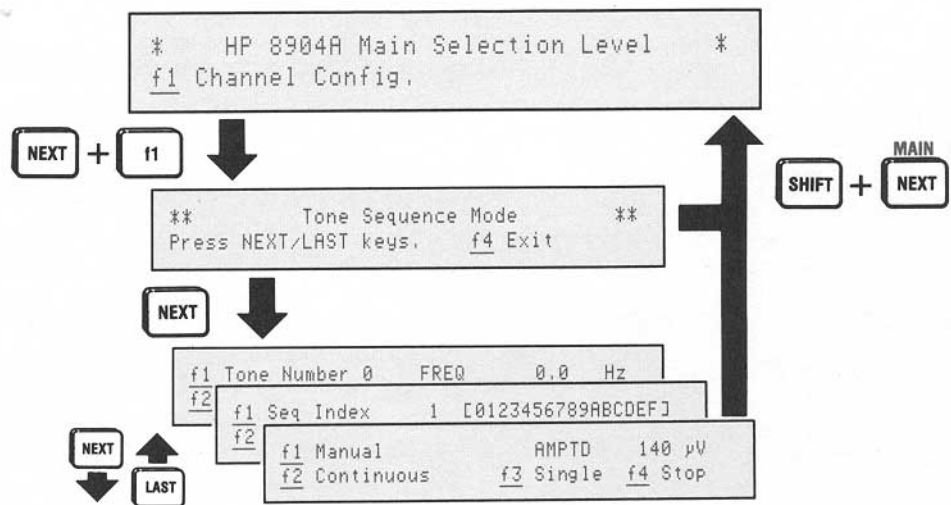 * HP 8904A Main Selection Level *
f1 Channel Config.
NEXT + f1
MAIN
SHIFT + NEXT
** Tone Sequence Mode **
Press NEXT/LAST keys. f4 Exit
NEXT
f1 Tone Number 0 FREQ 0.0 Hz
f2
f1 Seq Index 1 [0123456789ABCDEF]
f2
f1 Manual AMPTD 140 µV
f2 Continuous f3 Single f4 Stop
NEXT
LAST